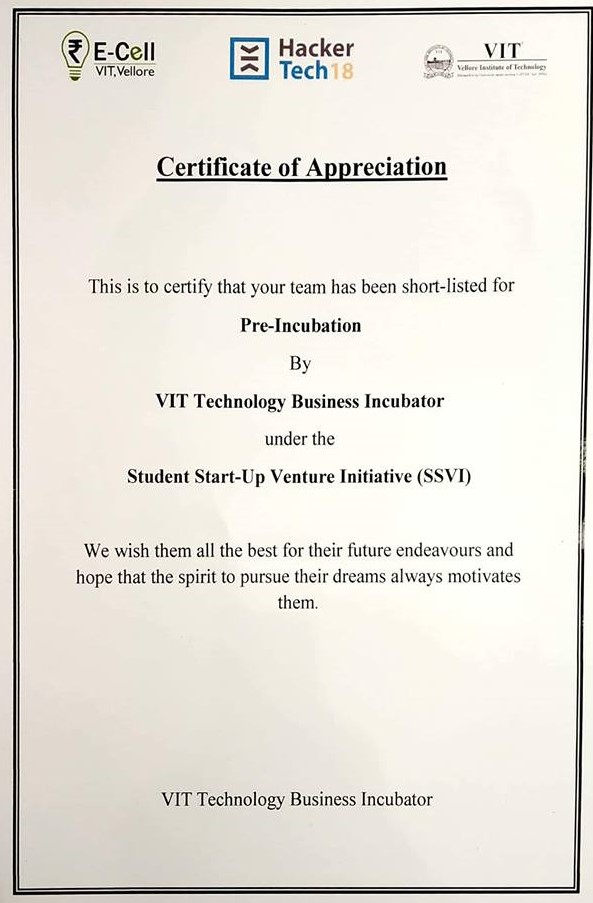 ₹ E-Cell
VIT,Vellore
Hacker
Tech18
VIT
Vellore Institute of Technology
Certificate of Appreciation
This is to certify that your team has been short-listed for
Pre-Incubation
By
VIT Technology Business Incubator
under the
Student Start-Up Venture Initiative (SSVI)
We wish them all the best for their future endeavours and
hope that the spirit to pursue their dreams always motivates
them.
VIT Technology Business Incubator